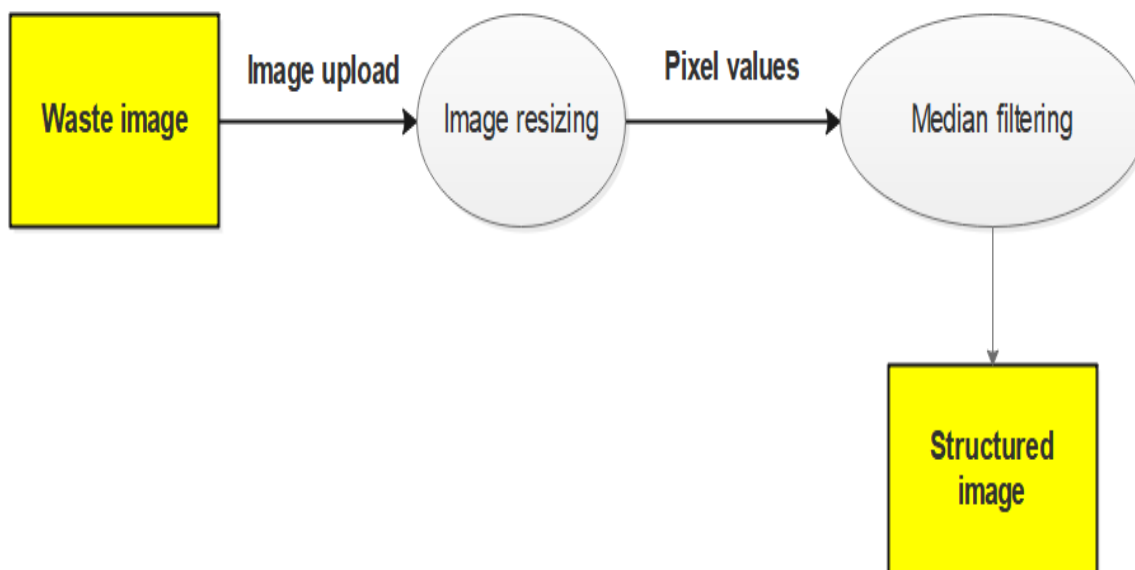 Waste image
Image upload
Image resizing
Pixel values
Median filtering
Structured
image